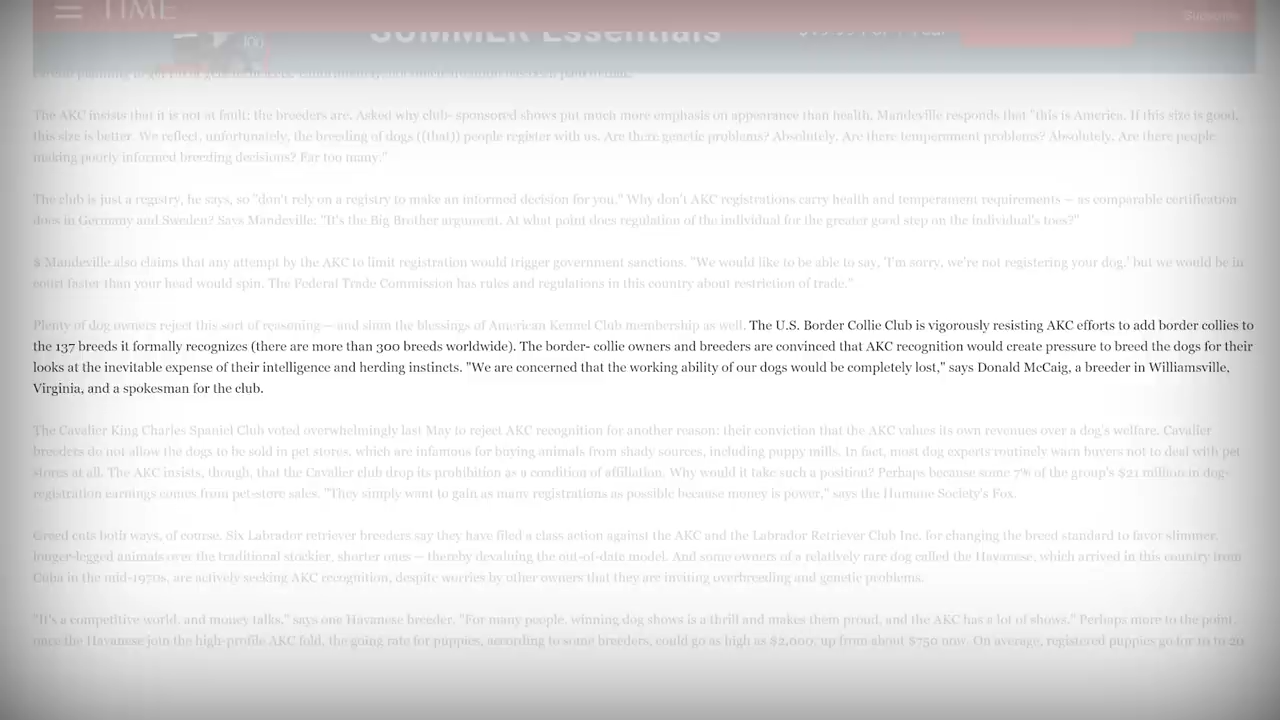 TIME
Subscribe
100
SUMMER Essentials
The AKC insists that it is not at fault; the breeders are. Asked why club- sponsored shows put much more emphasis on appearance than health, Mandeville responds that "this is America. If this size is good,
this size is better. We reflect, unfortunately, the breeding of dogs ((that)) people register with us. Are there genetic problems? Absolutely. Are there temperament problems? Absolutely. Are there people
making poorly informed breeding decisions? Far too many."
The club is just a registry, he says, so "don't rely on a registry to make an informed decision for you." Why don't AKC registrations carry health and temperament requirements — as comparable certification
does in Germany and Sweden? Says Mandeville: "It's the Big Brother argument. At what point does regulation of the individual for the greater good step on the individual's toes?"
$ Mandeville also claims that any attempt by the AKC to limit registration would trigger government sanctions. "We would like to be able to say, 'I'm sorry, we're not registering your dog,' but we would be in
court faster than your head would spin. The Federal Trade Commission has rules and regulations in this country about restriction of trade."
Plenty of dog owners reject this sort of reasoning — and shun the blessings of American Kennel Club membership as well. The U.S. Border Collie Club is vigorously resisting AKC efforts to add border collies to
the 137 breeds it formally recognizes (there are more than 300 breeds worldwide). The border- collie owners and breeders are convinced that AKC recognition would create pressure to breed the dogs for their
looks at the inevitable expense of their intelligence and herding instincts. "We are concerned that the working ability of our dogs would be completely lost," says Donald McCaig, a breeder in Williamsville,
Virginia, and a spokesman for the club.
The Cavalier King Charles Spaniel Club voted overwhelmingly last May to reject AKC recognition for another reason: their conviction that the AKC values its own revenues over a dog's welfare. Cavalier
breeders do not allow the dogs to be sold in pet stores, which are infamous for buying animals from shady sources, including puppy mills. In fact, most dog experts routinely warn buyers not to deal with pet
stores at all. The AKC insists, though, that the Cavalier club drop its prohibition as a condition of affiliation. Why would it take such a position? Perhaps because some 7% of the group's $21 million in dog-
registration earnings comes from pet-store sales. "They simply want to gain as many registrations as possible because money is power," says the Humane Society's Fox.
Greed cuts both ways, of course. Six Labrador retriever breeders say they have filed a class action against the AKC and the Labrador Retriever Club Inc. for changing the breed standard to favor slimmer,
longer-legged animals over the traditional stockier, shorter ones — thereby devaluing the out-of-date model. And some owners of a relatively rare dog called the Havanese, which arrived in this country from
Cuba in the mid-1970s, are actively seeking AKC recognition, despite worries by other owners that they are inviting overbreeding and genetic problems.
"It's a competitive world, and money talks," says one Havanese breeder. "For many people, winning dog shows is a thrill and makes them proud, and the AKC has a lot of shows." Perhaps more to the point,
once the Havanese join the high-profile AKC fold, the going rate for puppies, according to some breeders, could go as high as $2,000, up from about $750 now. On average, registered puppies go for 10 to 20